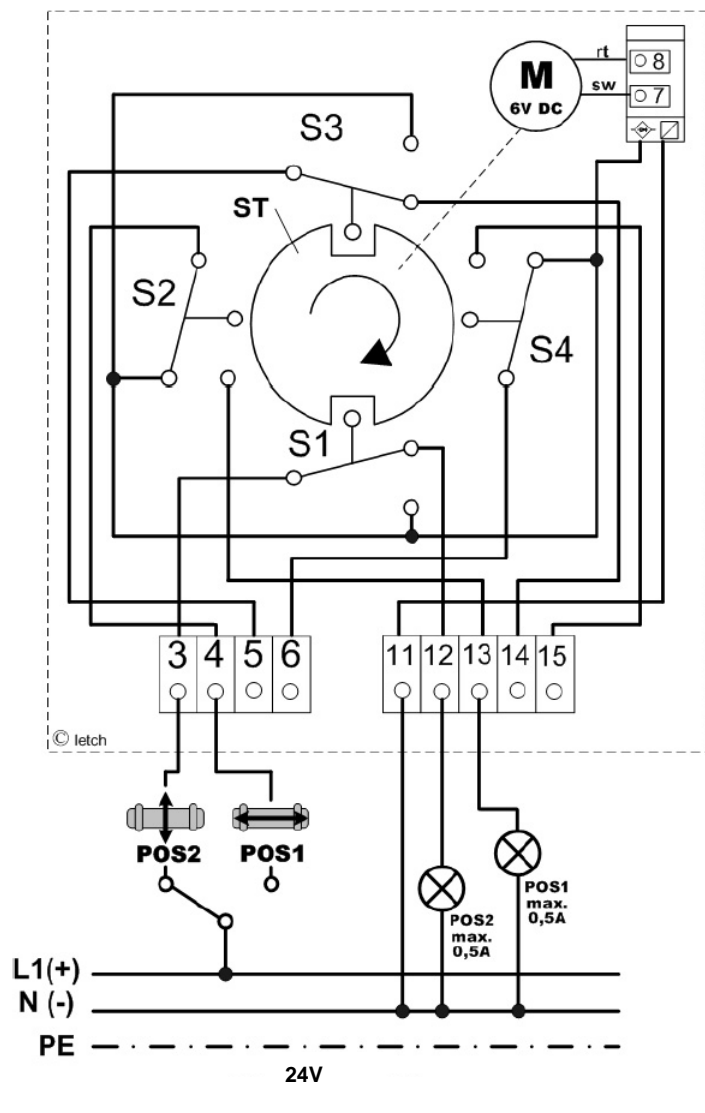 rt
8
M
sw
7
6V DC
S3
ST
S2
S4
S1
3 4 5 6
11 12 13 14 15
© letch
POS2 POS1
POS1
max.
0,5A
POS2
max.
0,5A
L1(+)
N (-)
PE
24V